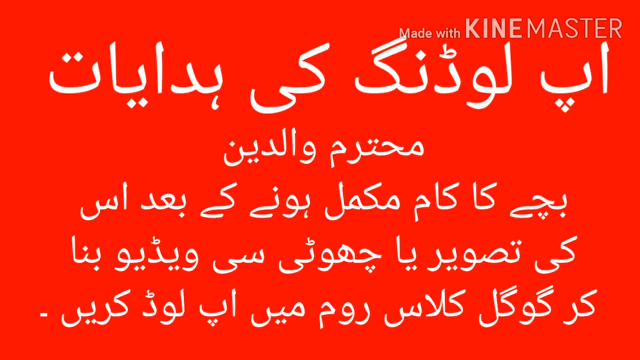 Made with KINEMASTER
اپ لوڈنگ کی ہدایات
محترم والدین
بچے کا کام مکمل ہونے کے بعد اس
کی تصویر یا چھوٹی سی ویڈیو بنا
کر گوگل کلاس روم میں اپ لوڈ کریں ۔